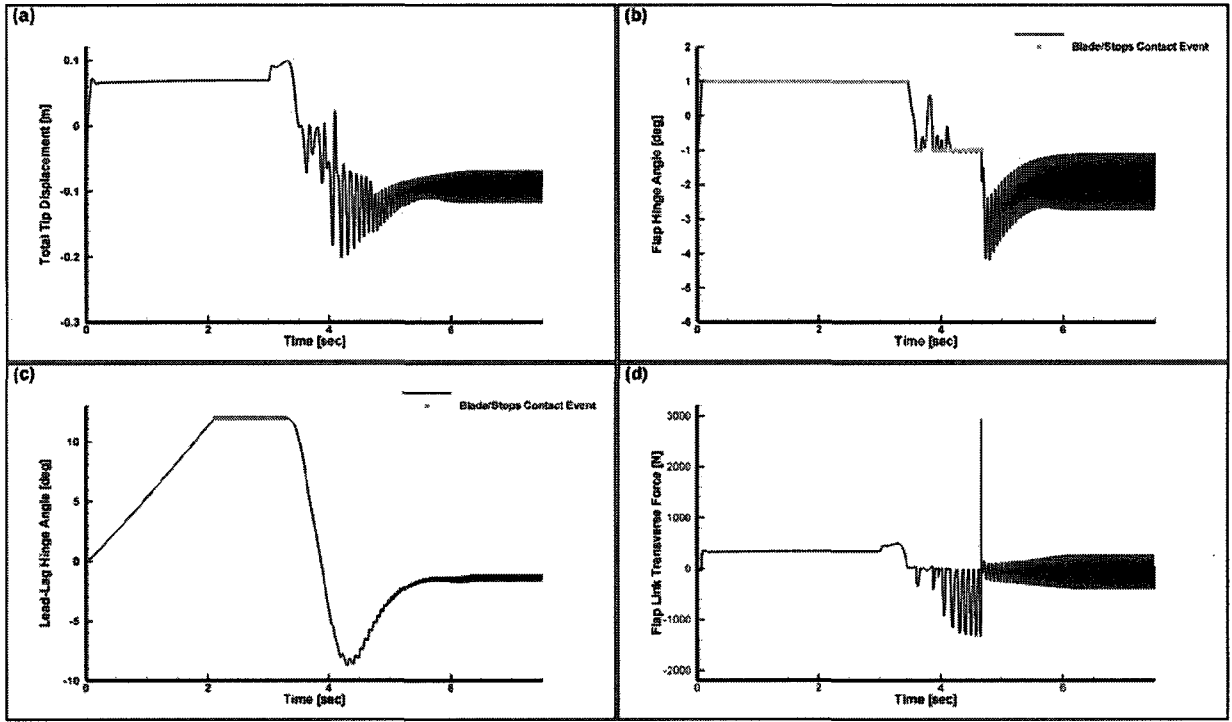 (a)
Total Tip Displacement [m]
0.1
0
-0.1
-0.2
-0.3
0 2 4 6
Time [sec]
(b)
Blade/Stops Contact Event
Flap Hinge Angle [deg]
2
1
0
-1
-2
-3
-4
-5
-6
0 2 4 6
Time [sec]
(c)
Blade/Stops Contact Event
Lead-Lag Hinge Angle [deg]
10
5
0
-5
-10
0 2 4 6
Time [sec]
(d)
Flap Link Transverse Force [N]
3000
2000
1000
0
-1000
-2000
0 2 4 6
Time [sec]